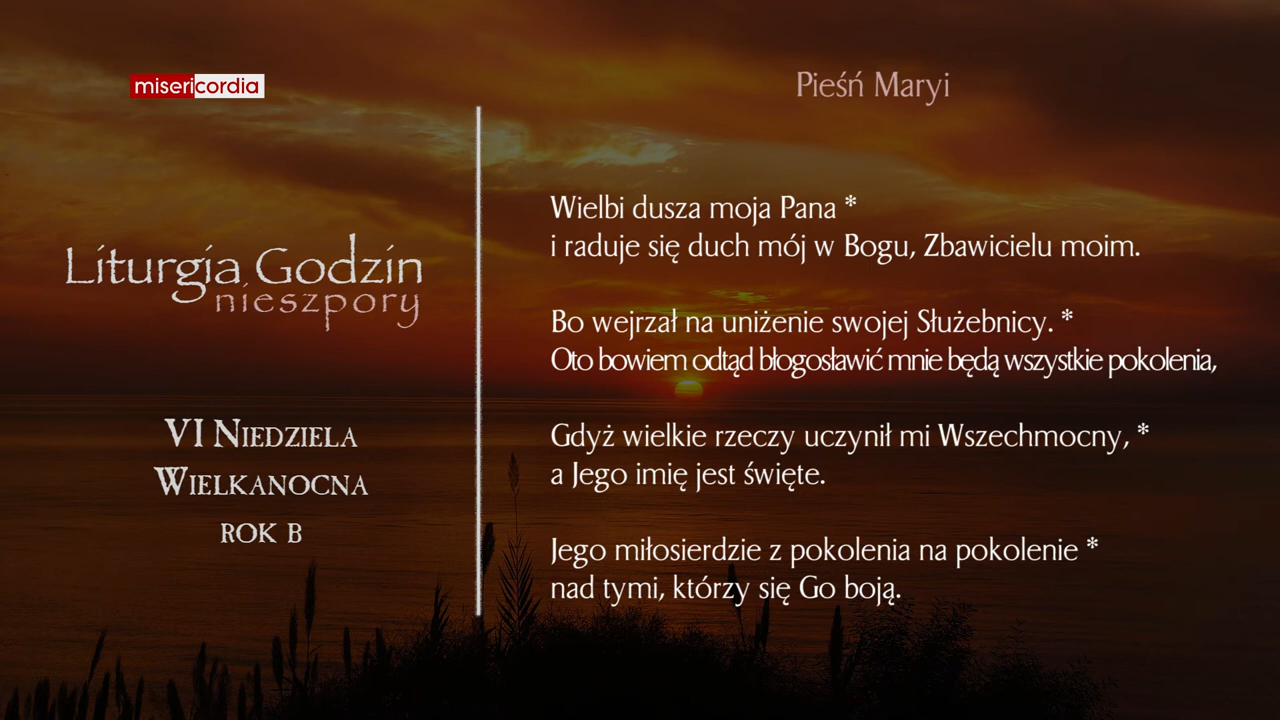 misericordia
Liturgia Godzin
nieszpory
VI Niedziela
Wielkanocna
rok B
Pieśń Maryi
Wielbi dusza moja Pana *
i raduje się duch mój w Bogu, Zbawicielu moim.
Bo wejrzał na uniżenie swojej Służebnicy. *
Oto bowiem odtąd błogosławić mnie będą wszystkie pokolenia,
Gdyż wielkie rzeczy uczynił mi Wszechmocny, *
a Jego imię jest święte.
Jego miłosierdzie z pokolenia na pokolenie *
nad tymi, którzy się Go boją.